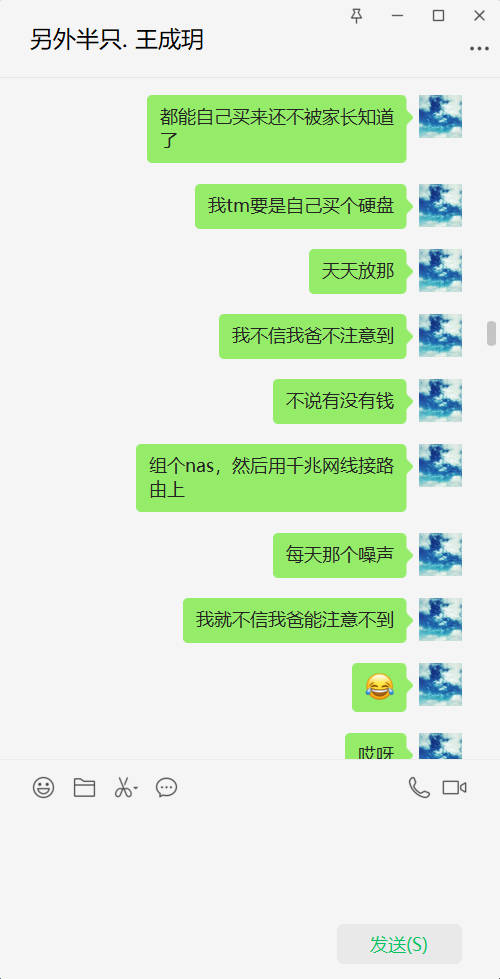 另外半只. 王成玥
都能自己买来还不被家长知道
了
我tm要是自己买个硬盘
天天放那
我不信我爸不注意到
不说有没有钱
组个nas，然后用千兆网线接路
由上
每天那个噪声
我就不信我爸能注意不到
哎呀
发送(S)